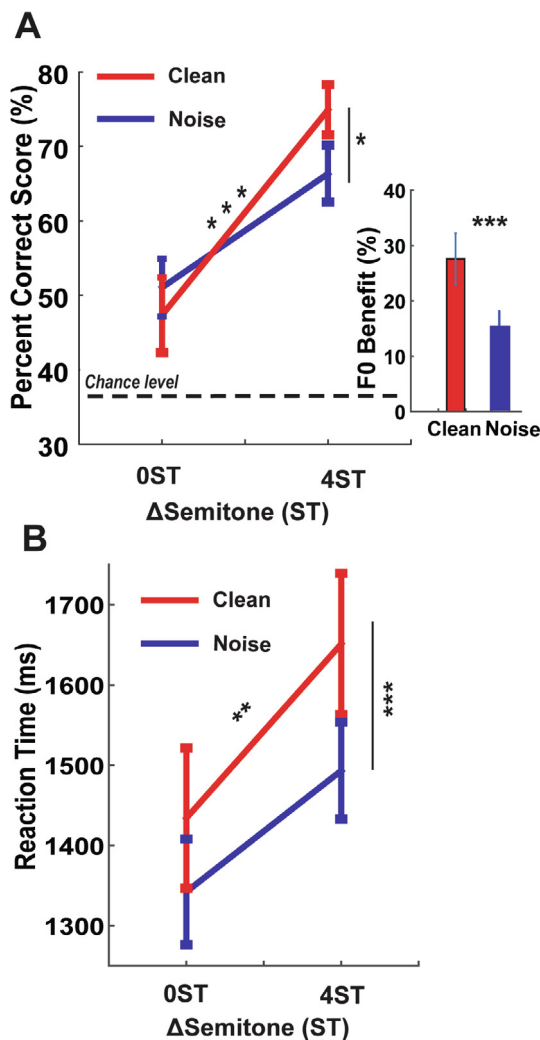 A
Percent Correct Score (%)
80
70
60
50
40
30
Clean
Noise
* * *
*
Chance level
0ST
4ST
ΔSemitone (ST)
F0 Benefit (%)
40
30
20
10
0
***
Clean Noise
B
Reaction Time (ms)
1700
1600
1500
1400
1300
Clean
Noise
**
***
0ST
4ST
ΔSemitone (ST)